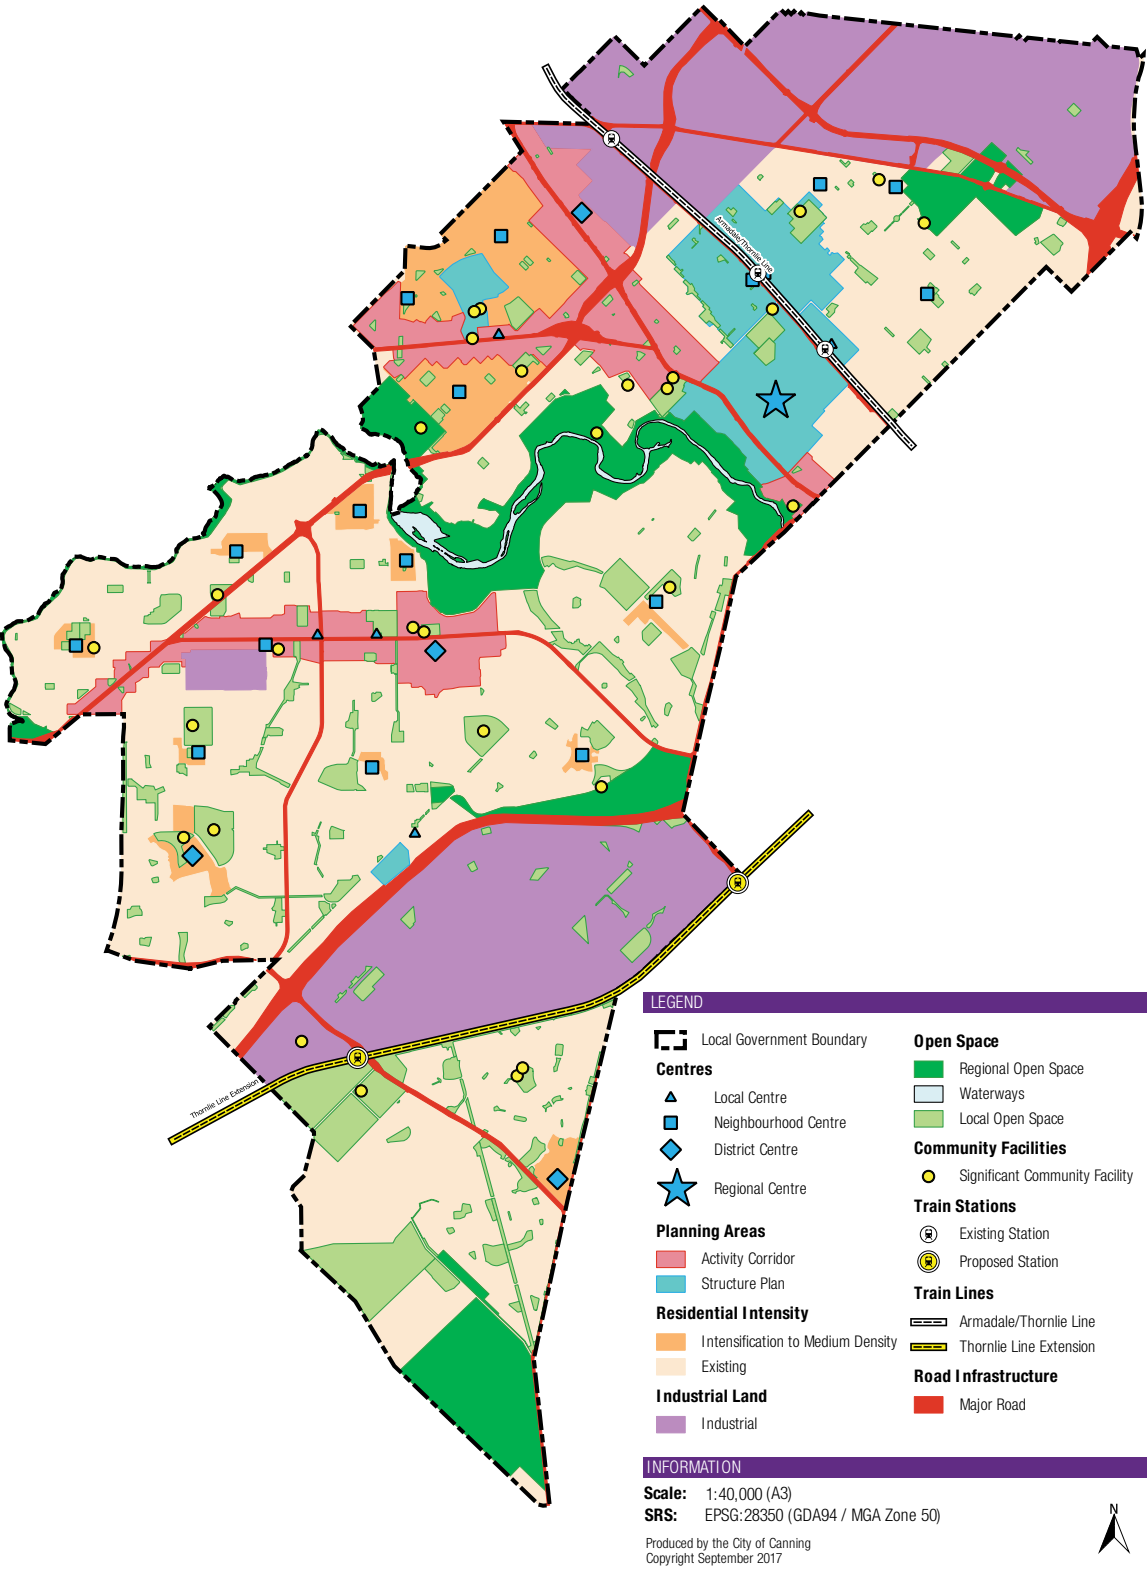 Armadale/Thornlie Line
Thornlie Line Extension
LEGEND
Local Government Boundary
Centres
Local Centre
Neighbourhood Centre
District Centre
Regional Centre
Planning Areas
Activity Corridor
Structure Plan
Residential Intensity
Intensification to Medium Density
Existing
Industrial Land
Industrial
Open Space
Regional Open Space
Waterways
Local Open Space
Community Facilities
Significant Community Facility
Train Stations
Existing Station
Proposed Station
Train Lines
Armadale/Thornlie Line
Thornlie Line Extension
Road Infrastructure
Major Road
INFORMATION
Scale: 1:40,000 (A3)
SRS: EPSG:28350 (GDA94 / MGA Zone 50)
Produced by the City of Canning
Copyright September 2017
N